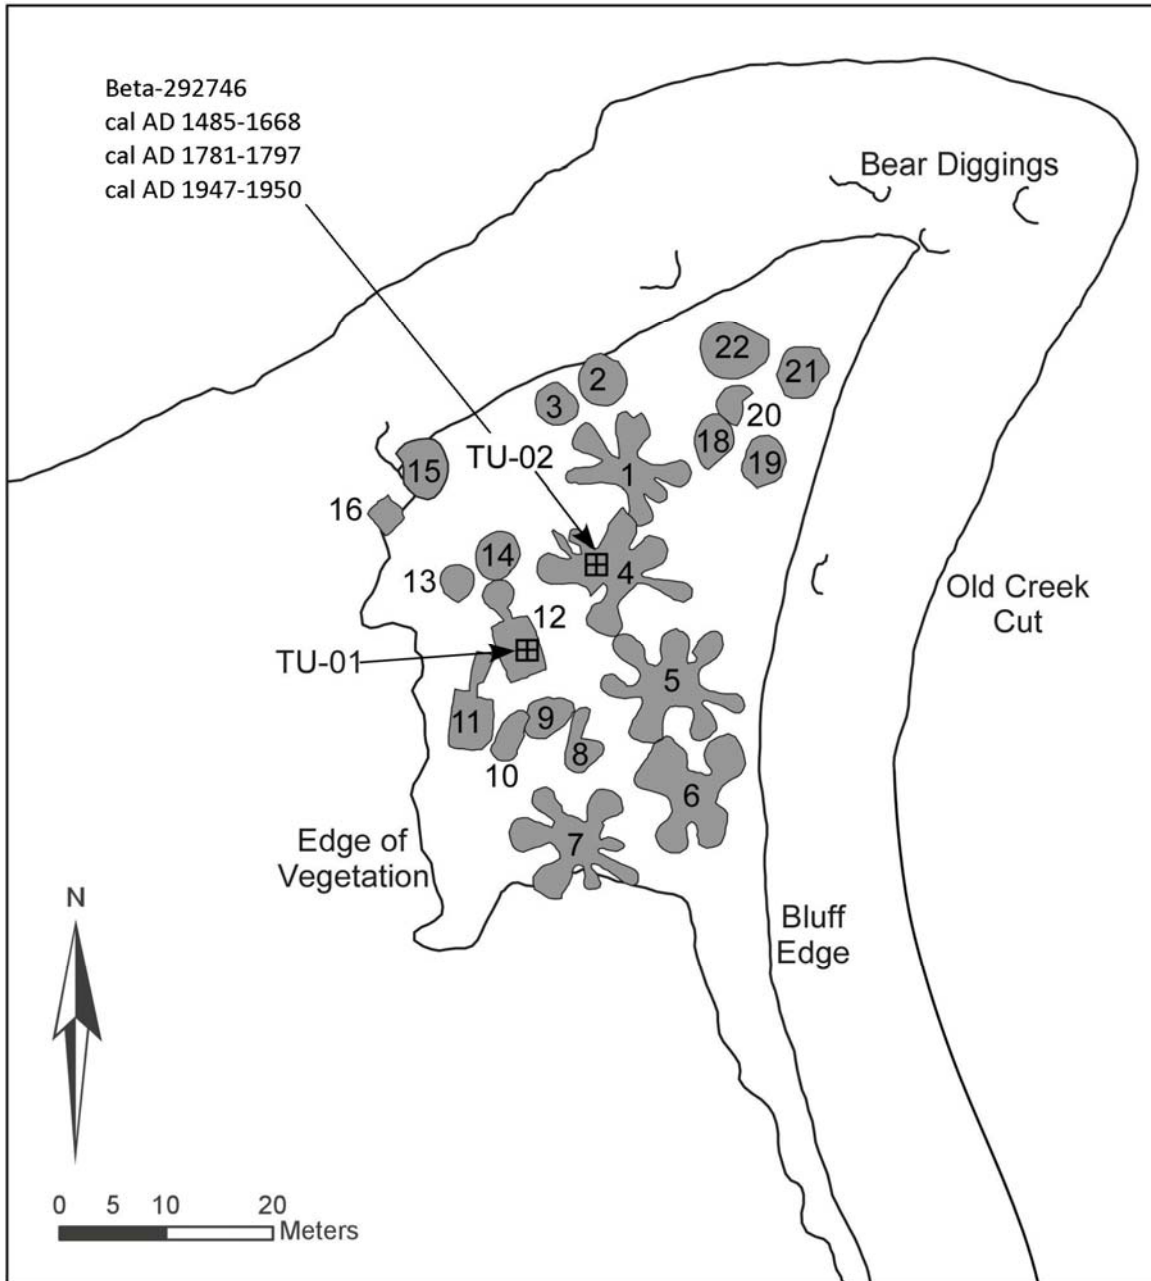 Beta-292746
cal AD 1485-1668
cal AD 1781-1797
cal AD 1947-1950
Bear Diggings
22
21
2
3
20
18
19
15
TU-02
1
16
14
13
4
12
TU-01
Old Creek
Cut
5
11
9
8
10
6
7
Edge of
Vegetation
Bluff
Edge
N
0 5 10 20
Meters